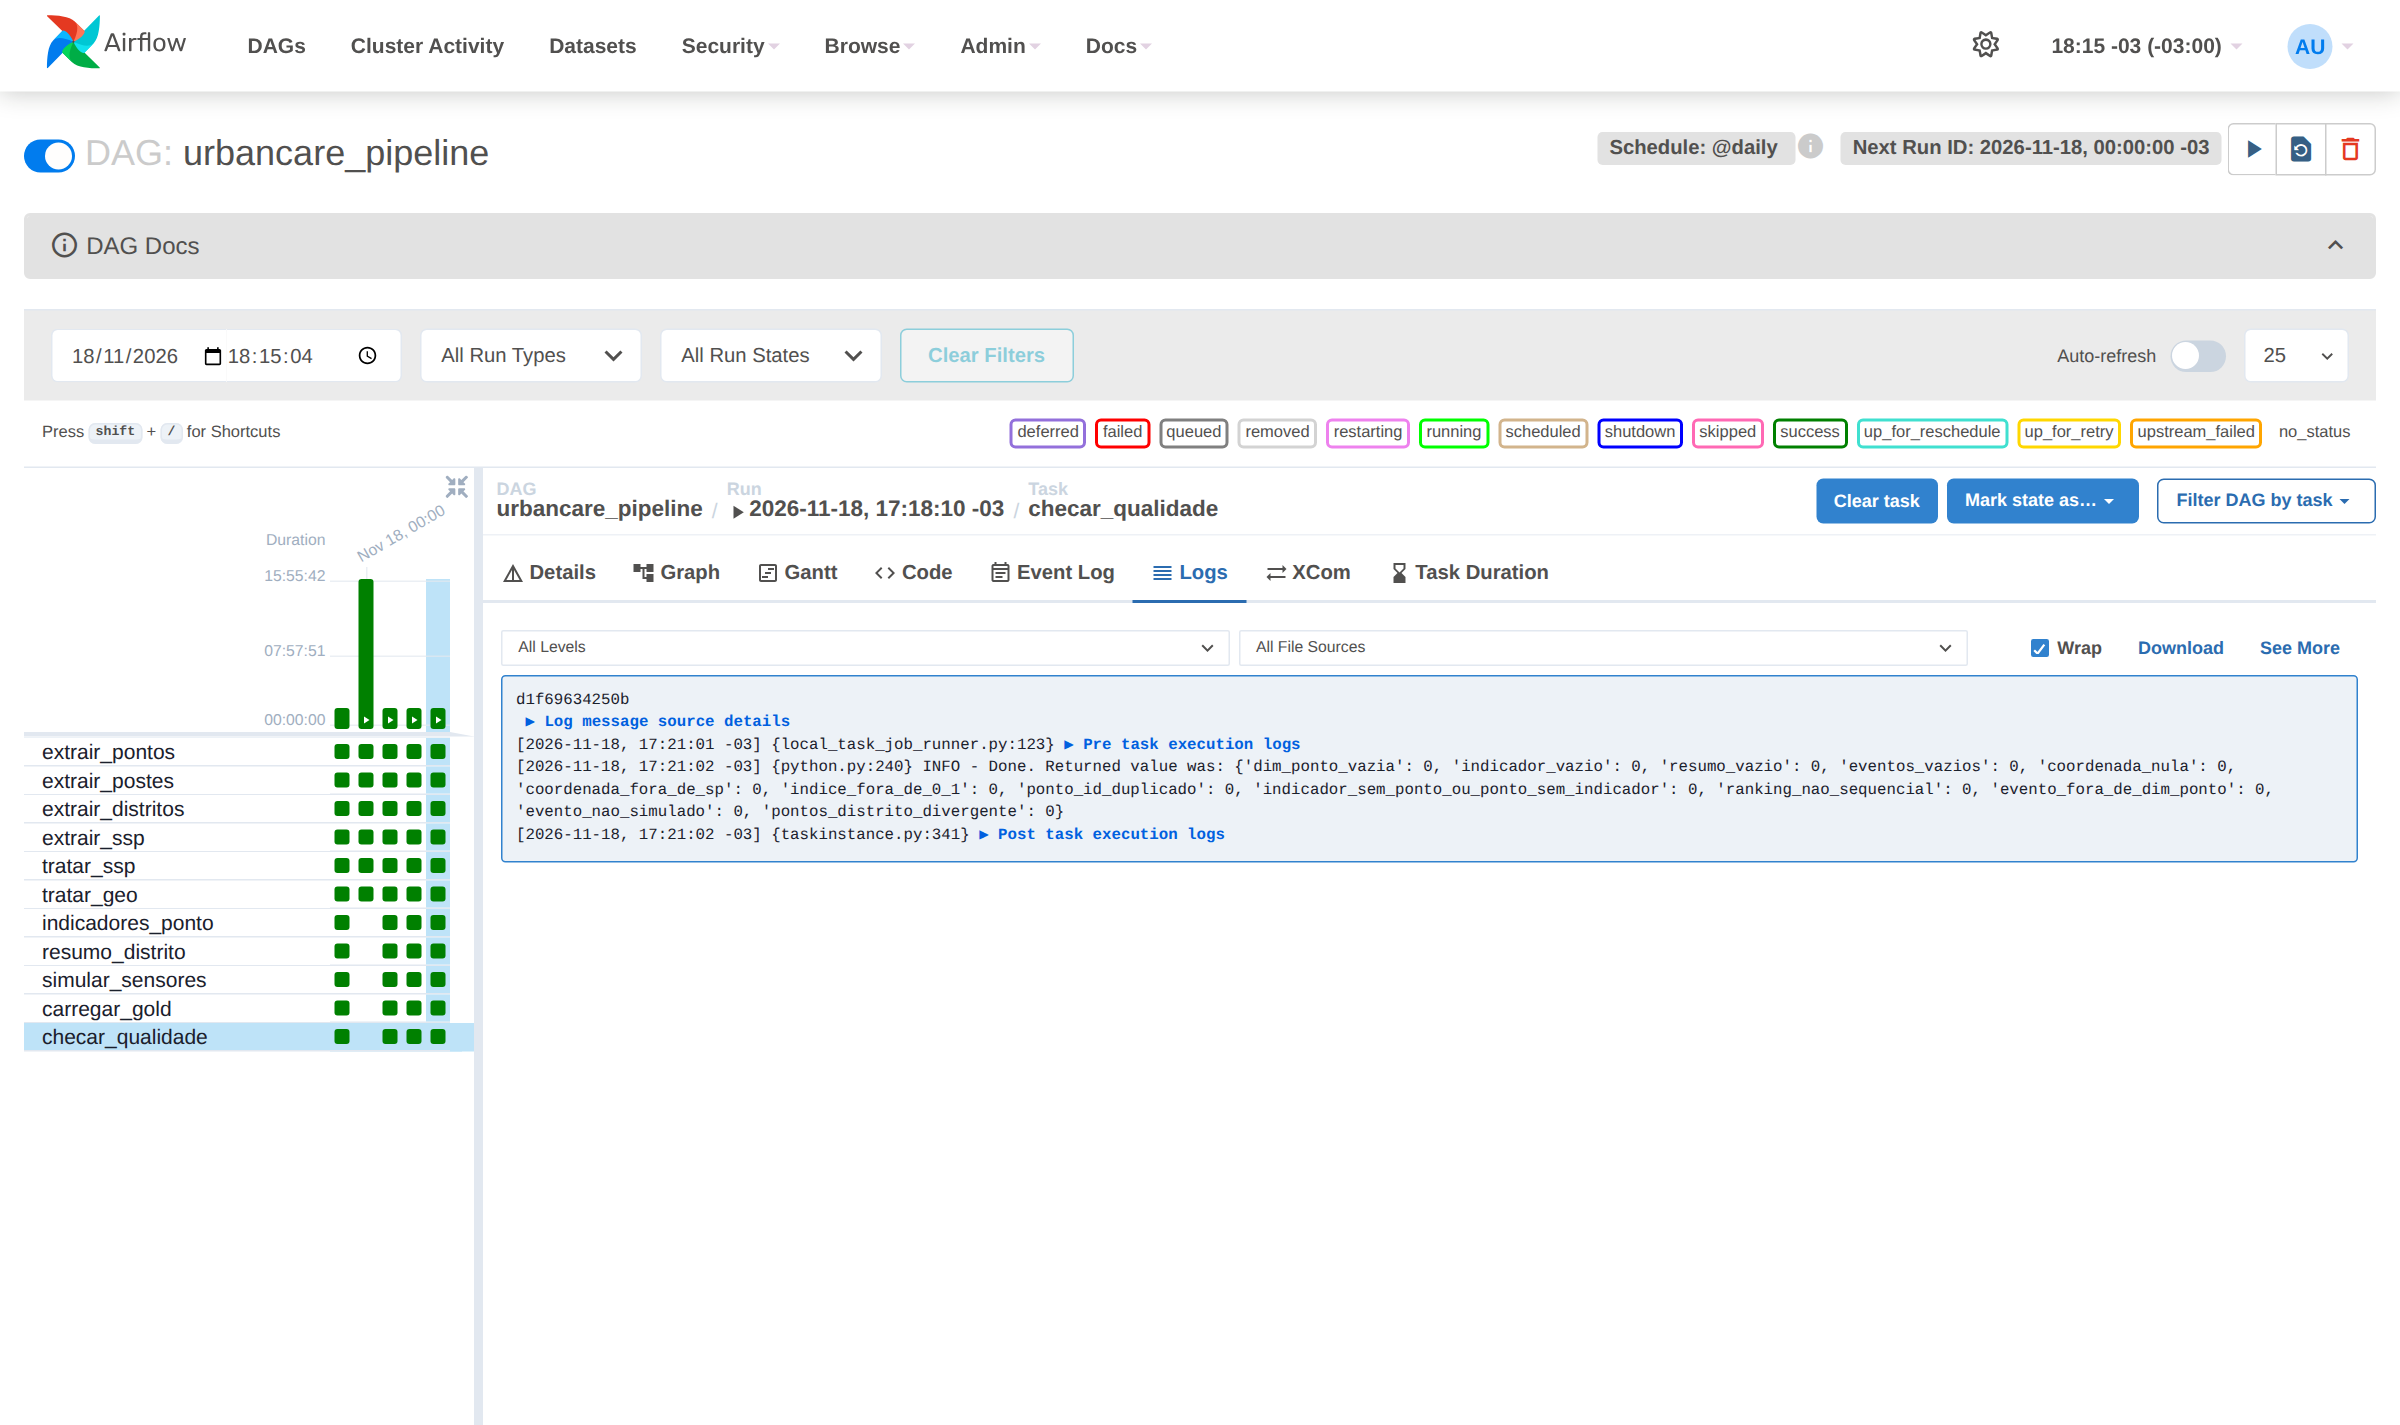 Airflow
DAGs
Cluster Activity
Datasets
Security
Browse
Admin
Docs
18:15 -03 (-03:00)
AU
DAG: urbancare_pipeline
Schedule: @daily
Next Run ID: 2026-11-18, 00:00:00 -03
DAG Docs
18/11/2026
18:15:04
All Run Types
All Run States
Clear Filters
Auto-refresh
25
Press shift + / for Shortcuts
deferred
failed
queued
removed
restarting
running
scheduled
shutdown
skipped
success
up_for_reschedule
up_for_retry
upstream_failed
no_status
Duration
Nov 18, 00:00
15:55:42
07:57:51
00:00:00
extrair_pontos
extrair_postes
extrair_distritos
extrair_ssp
tratar_ssp
tratar_geo
indicadores_ponto
resumo_distrito
simular_sensores
carregar_gold
checar_qualidade
DAG
urbancare_pipeline
/
Run
2026-11-18, 17:18:10 -03
/
Task
checar_qualidade
Clear task
Mark state as…
Filter DAG by task
Details
Graph
Gantt
Code
Event Log
Logs
XCom
Task Duration
All Levels
All File Sources
Wrap
Download
See More
d1f69634250b
▶ Log message source details
[2026-11-18, 17:21:01 -03] {local_task_job_runner.py:123} ▶ Pre task execution logs
[2026-11-18, 17:21:02 -03] {python.py:240} INFO - Done. Returned value was: {'dim_ponto_vazia': 0, 'indicador_vazio': 0, 'resumo_vazio': 0, 'eventos_vazios': 0, 'coordenada_nula': 0,
'coordenada_fora_de_sp': 0, 'indice_fora_de_0_1': 0, 'ponto_id_duplicado': 0, 'indicador_sem_ponto_ou_ponto_sem_indicador': 0, 'ranking_nao_sequencial': 0, 'evento_fora_de_dim_ponto': 0,
'evento_nao_simulado': 0, 'pontos_distrito_divergente': 0}
[2026-11-18, 17:21:02 -03] {taskinstance.py:341} ▶ Post task execution logs